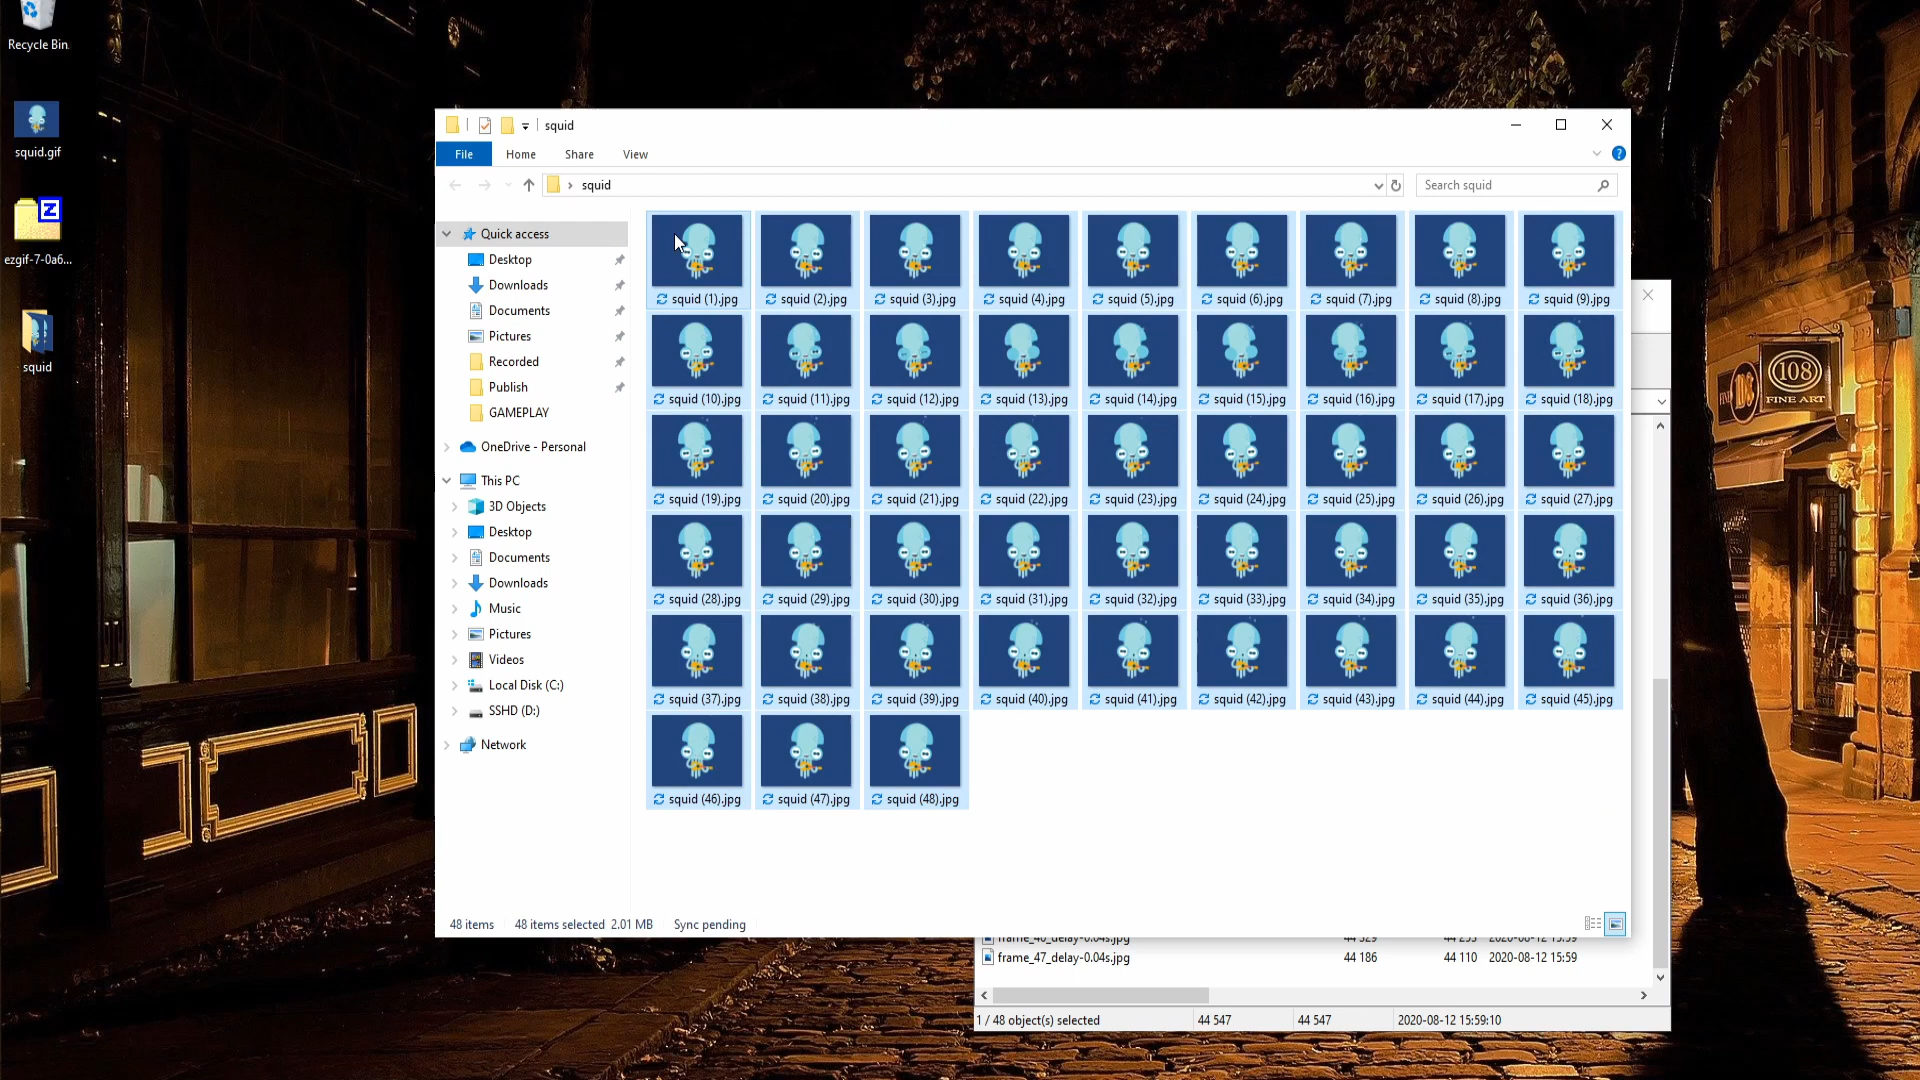 Recycle Bin
squid.gif
ezgif-7-0a6...
squid
squid
File Home Share View
squid
Search squid
Quick access
Desktop
Downloads
Documents
Pictures
Recorded
Publish
GAMEPLAY
OneDrive - Personal
This PC
3D Objects
Desktop
Documents
Downloads
Music
Pictures
Videos
Local Disk (C:)
SSHD (D:)
Network
squid (1).jpg squid (2).jpg squid (3).jpg squid (4).jpg squid (5).jpg squid (6).jpg squid (7).jpg squid (8).jpg squid (9).jpg
squid (10).jpg squid (11).jpg squid (12).jpg squid (13).jpg squid (14).jpg squid (15).jpg squid (16).jpg squid (17).jpg squid (18).jpg
squid (19).jpg squid (20).jpg squid (21).jpg squid (22).jpg squid (23).jpg squid (24).jpg squid (25).jpg squid (26).jpg squid (27).jpg
squid (28).jpg squid (29).jpg squid (30).jpg squid (31).jpg squid (32).jpg squid (33).jpg squid (34).jpg squid (35).jpg squid (36).jpg
squid (37).jpg squid (38).jpg squid (39).jpg squid (40).jpg squid (41).jpg squid (42).jpg squid (43).jpg squid (44).jpg squid (45).jpg
squid (46).jpg squid (47).jpg squid (48).jpg
48 items 48 items selected 2.01 MB Sync pending
frame_47_delay-0.04s.jpg 44 186 44 110 2020-08-12 15:59
1 / 48 object(s) selected 44 547 44 547 2020-08-12 15:59:10
108
FINE ART